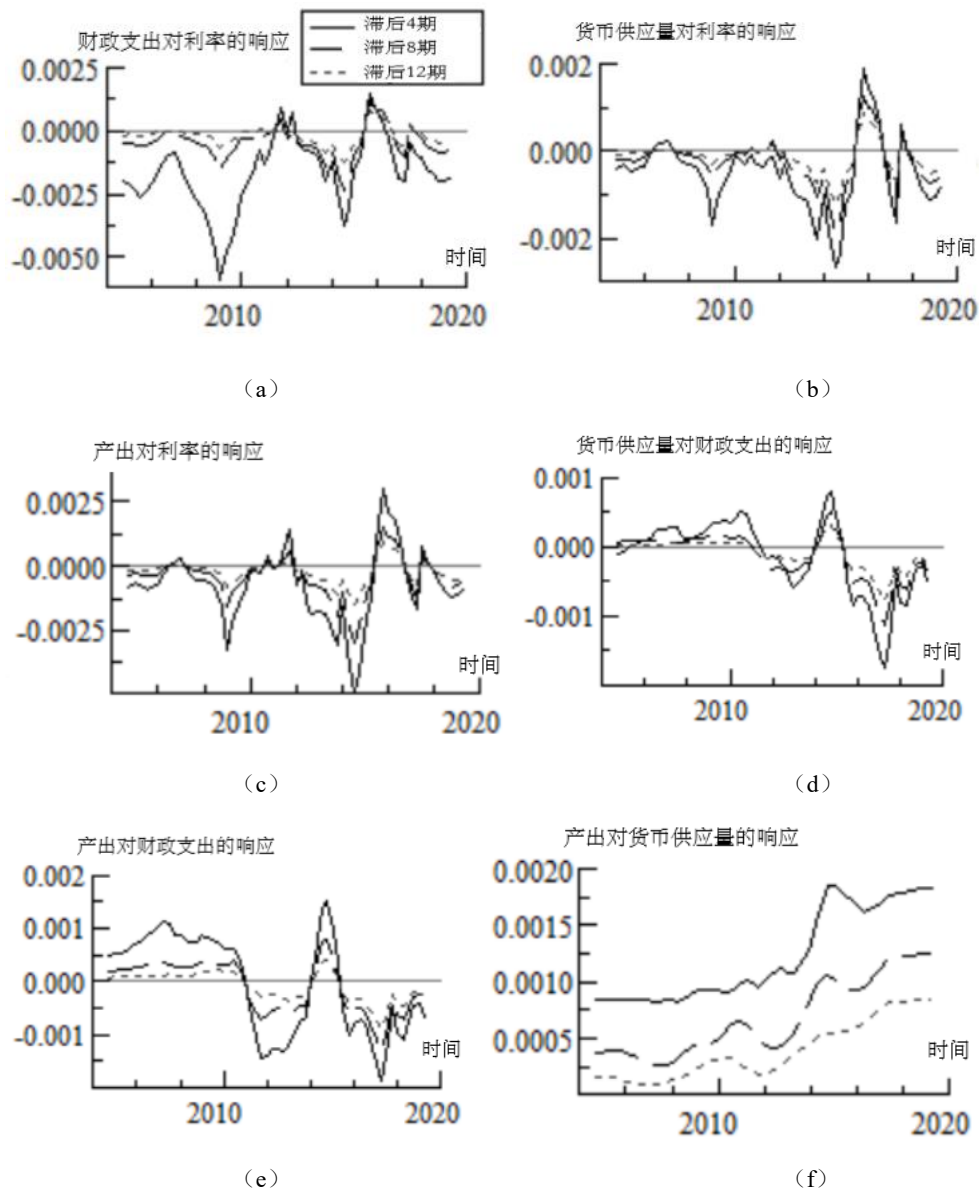 财政支出对利率的响应
滞后4期
滞后8期
滞后12期
0.0025
0.0000
-0.0025
-0.0050
时间
2010
2020
（a）
货币供应量对利率的响应
0.002
0.000
-0.002
时间
2010
2020
（b）
产出对利率的响应
0.0025
0.0000
-0.0025
时间
2010
2020
（c）
货币供应量对财政支出的响应
0.001
0.000
-0.001
时间
2010
2020
（d）
产出对财政支出的响应
0.002
0.001
0.000
-0.001
时间
2010
2020
（e）
产出对货币供应量的响应
0.0020
0.0015
0.0010
0.0005
时间
2010
2020
（f）